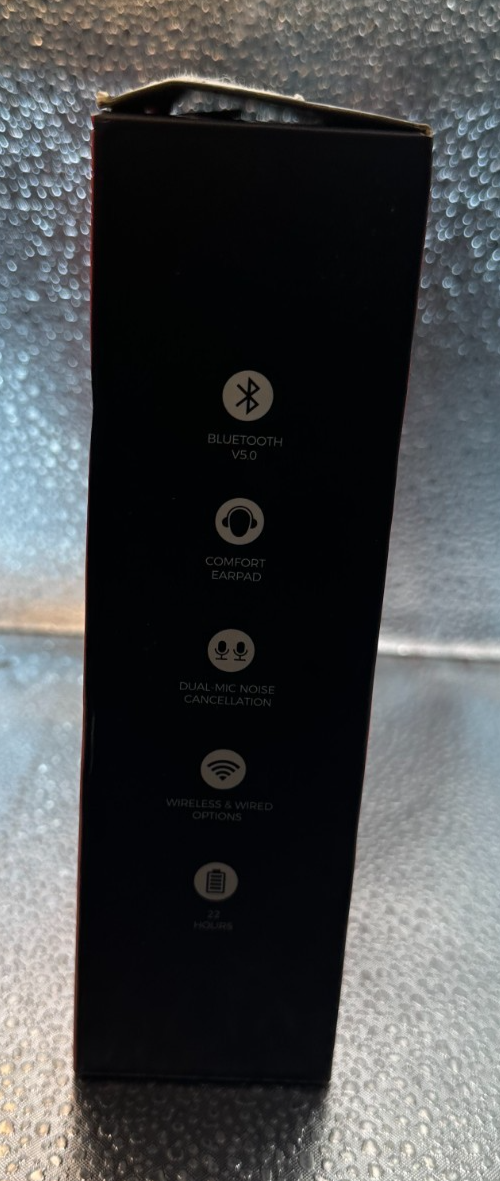 BLUETOOTH
V5.0
COMFORT
EARPAD
DUAL-MIC NOISE
CANCELLATION
WIRELESS & WIRED
OPTIONS
22
HOURS